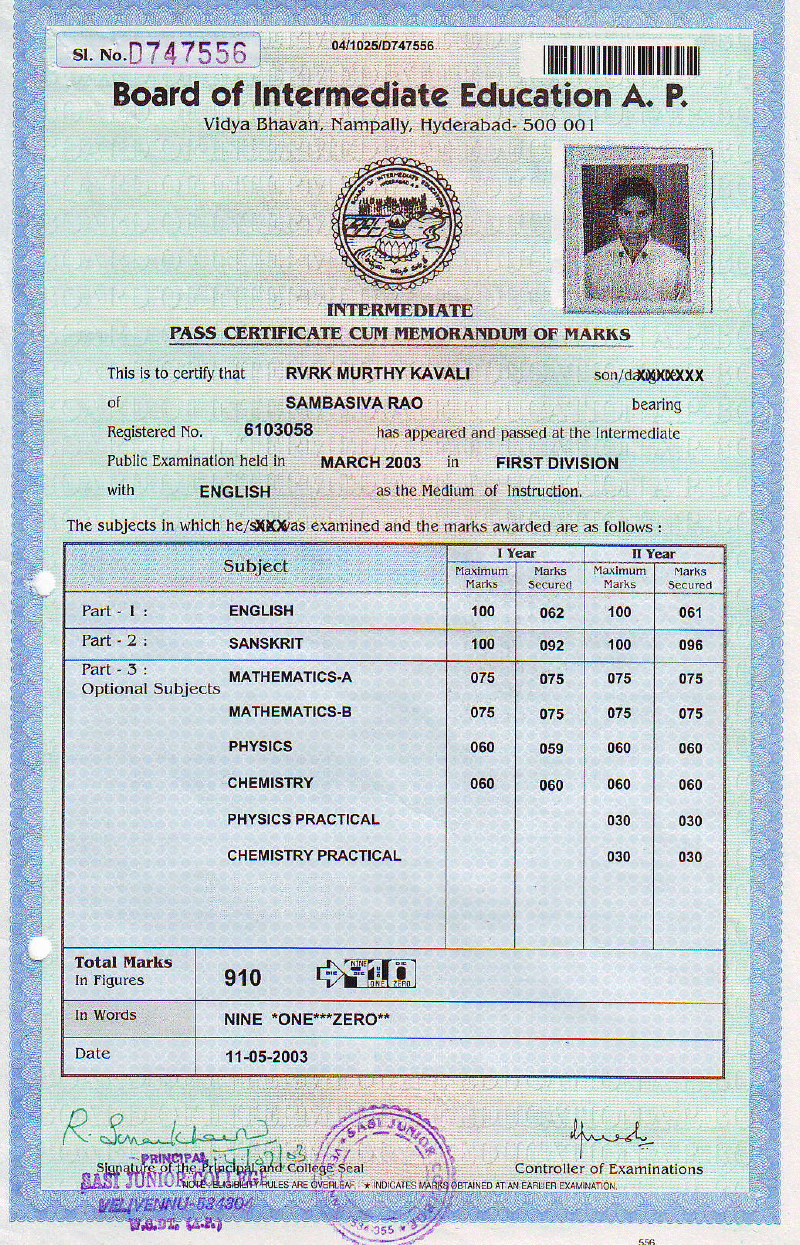 Sl. No. D747556
04/1025/D747556
Board of Intermediate Education A. P.
Vidya Bhavan, Nampally, Hyderabad- 500 001
BOARD OF INTERMEDIATE EDUCATION
HYDERABAD A.P.
INTERMEDIATE
PASS CERTIFICATE CUM MEMORANDUM OF MARKS
This is to certify that RVRK MURTHY KAVALI son/daXXXXXXX
of SAMBASIVA RAO bearing
Registered No. 6103058 has appeared and passed at the Intermediate
Public Examination held in MARCH 2003 in FIRST DIVISION
with ENGLISH as the Medium of Instruction.
The subjects in which he/sXXXwas examined and the marks awarded are as follows :
Subject I Year II Year
Maximum Marks Marks Secured Maximum Marks Marks Secured
Part - 1 : ENGLISH 100 062 100 061
Part - 2 : SANSKRIT 100 092 100 096
Part - 3 :
Optional Subjects MATHEMATICS-A 075 075 075 075
MATHEMATICS-B 075 075 075 075
PHYSICS 060 059 060 060
CHEMISTRY 060 060 060 060
PHYSICS PRACTICAL 030 030
CHEMISTRY PRACTICAL 030 030
Total Marks
In Figures 910 NINE ONE ZERO
In Words NINE *ONE***ZERO**
Date 11-05-2003
PRINCIPAL
Signature of the Principal and College Seal
Controller of Examinations
SASI JUNIOR COLLEGE
NOTE : ELIGIBILITY RULES ARE OVERLEAF. ★ INDICATES MARKS OBTAINED AT AN EARLIER EXAMINATION.
VELIVENNU-534304
W.G.DT. (A.P.)
SASI JUNIOR
556